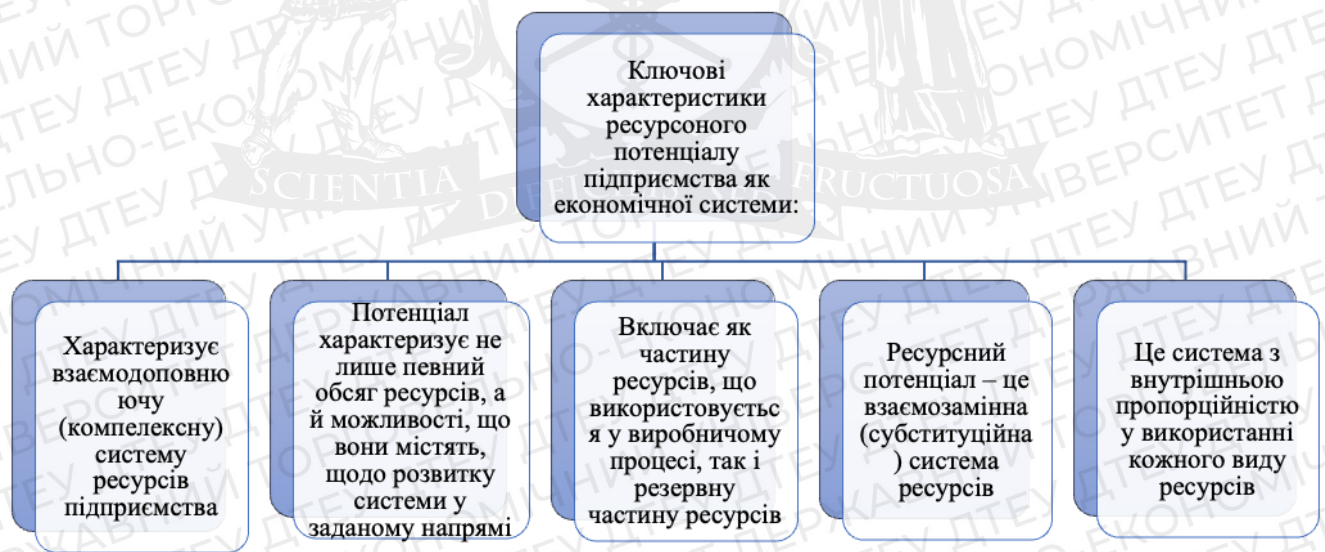 Ключові
характеристики
ресурсоного
потенціалу
підприємства як
економічної системи:
Характеризує
взаємодоповню
ючу
(компелексну)
систему
ресурсів
підприємства
Потенціал
характеризує не
лише певний
обсяг ресурсів, а
й можливості, що
вони містять,
щодо розвитку
системи у
заданому напрямі
Включає як
частину
ресурсів, що
використовуєтьс
я у виробничому
процесі, так і
резервну
частину ресурсів
Ресурсний
потенціал – це
взаємозамінна
(субституційна
) система
ресурсів
Це система з
внутрішньою
пропорційністю
у використанні
кожного виду
ресурсів
SCIENTIA
FRUCTUOSA